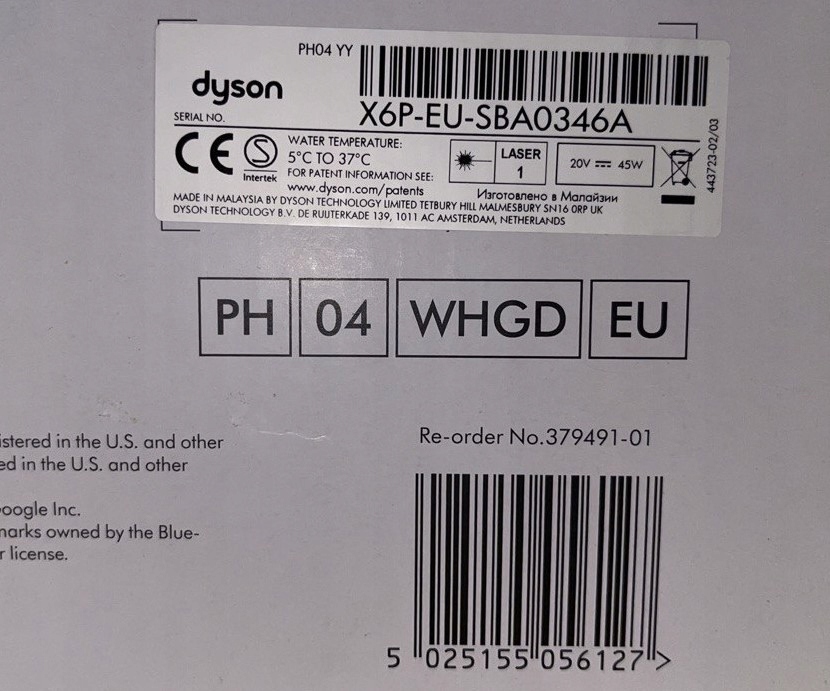 PH04 YY
dyson
X6P-EU-SBA0346A
SERIAL NO.
CE
S
Intertek
WATER TEMPERATURE:
5°C TO 37°C
FOR PATENT INFORMATION SEE:
www.dyson.com/patents
LASER
1
20V 45W
443723-02/03
Изготовлено в Малайзии
MADE IN MALAYSIA BY DYSON TECHNOLOGY LIMITED TETBURY HILL MALMESBURY SN16 0RP UK
DYSON TECHNOLOGY B.V. DE RUIJTERKADE 139, 1011 AC AMSTERDAM, NETHERLANDS
PH 04 WHGD EU
istered in the U.S. and other
ed in the U.S. and other
oogle Inc.
marks owned by the Blue-
r license.
Re-order No.379491-01
5 025155 056127 >